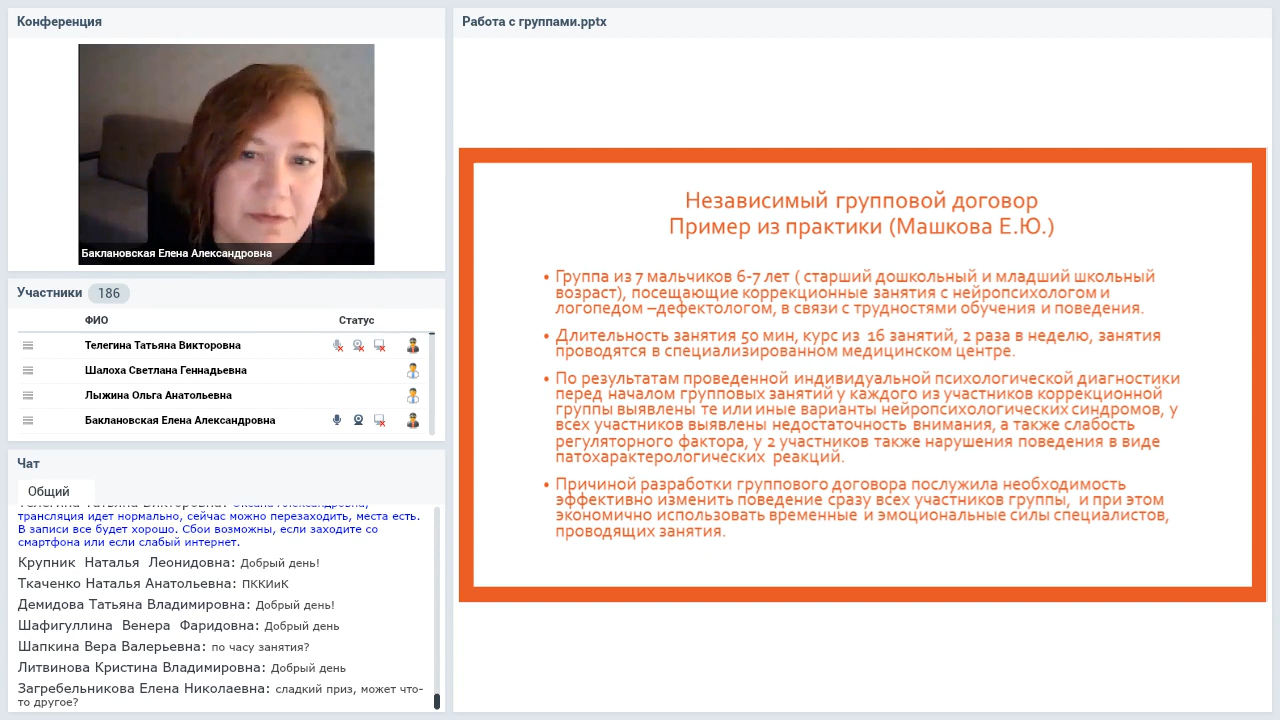 Конференция
Баклановская Елена Александровна
Участники 186
ФИО Статус
Телегина Татьяна Викторовна
Шалоха Светлана Геннадьевна
Лыжина Ольга Анатольевна
Баклановская Елена Александровна
Чат
Общий
трансляция идет нормально, сейчас можно перезаходить, места есть.
В записи все будет хорошо. Сбои возможны, если заходите со
смартфона или если слабый интернет.
Крупник Наталья Леонидовна: Добрый день!
Ткаченко Наталья Анатольевна: ПККИиК
Демидова Татьяна Владимировна: Добрый день!
Шафигуллина Венера Фаридовна: Добрый день
Шапкина Вера Валерьевна: по часу занятия?
Литвинова Кристина Владимировна: Добрый день
Загребельникова Елена Николаевна: сладкий приз, может что-
то другое?
Работа с группами.pptx
Независимый групповой договор
Пример из практики (Машкова Е.Ю.)
• Группа из 7 мальчиков 6-7 лет ( старший дошкольный и младший школьный
возраст), посещающие коррекционные занятия с нейропсихологом и
логопедом –дефектологом, в связи с трудностями обучения и поведения.
• Длительность занятия 50 мин, курс из 16 занятий, 2 раза в неделю, занятия
проводятся в специализированном медицинском центре.
• По результатам проведенной индивидуальной психологической диагностики
перед началом групповых занятий у каждого из участников коррекционной
группы выявлены те или иные варианты нейропсихологических синдромов, у
всех участников выявлены недостаточность внимания, а также слабость
регуляторного фактора, у 2 участников также нарушения поведения в виде
патохарактерологических реакций.
• Причиной разработки группового договора послужила необходимость
эффективно изменить поведение сразу всех участников группы, и при этом
экономично использовать временные и эмоциональные силы специалистов,
проводящих занятия.